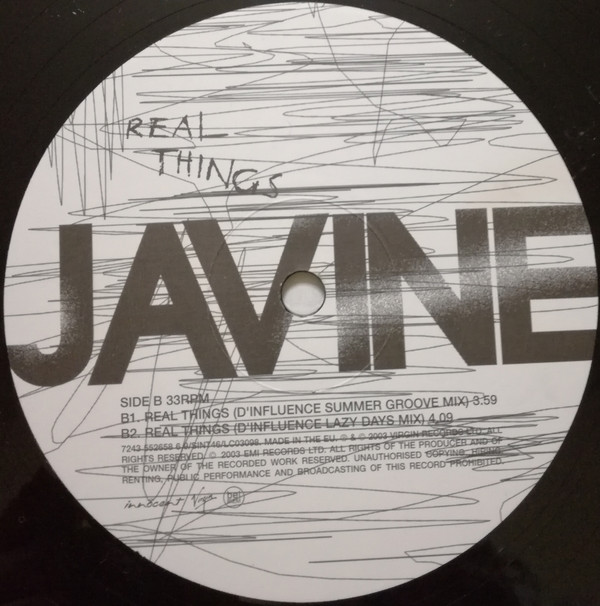 REAL
THINGS
JAVINE
SIDE B 33RPM
B1. REAL THINGS (D'INFLUENCE SUMMER GROOVE MIX) 3:59
B2. REAL THINGS (D'INFLUENCE LAZY DAYS MIX) 4.09
7243 552658 6 6/SINT46/LC03098. MADE IN THE EU. ℗ & © 2003 VIRGIN RECORDS LTD. ALL
RIGHTS RESERVED. © 2003 EMI RECORDS LTD. ALL RIGHTS OF THE PRODUCER AND OF
THE OWNER OF THE RECORDED WORK RESERVED. UNAUTHORISED COPYING, HIRING,
RENTING, PUBLIC PERFORMANCE AND BROADCASTING OF THIS RECORD PROHIBITED.
innocent Virgin